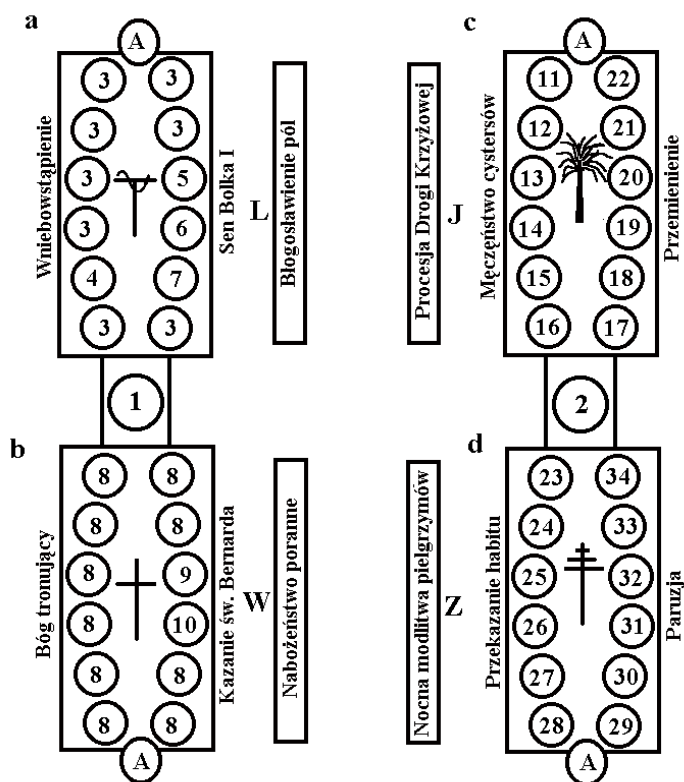 a
A
3 3
3 3
3 5
3 6
4 7
3 3
Wniebowstąpienie
Sen Bolka I
L
Błogosławienie pól
1
b
8 8
8 8
8 9
8 10
8 8
8 8
A
Bóg tronujący
Kazanie św. Bernarda
W
Nabożeństwo poranne
c
A
11 22
12 21
13 20
14 19
15 18
16 17
Procesja Drogi Krzyżowej
J
Męczeństwo cystersów
Przemienienie
2
d
23 34
24 33
25 32
26 31
27 30
28 29
A
Nocna modlitwa pielgrzymów
Z
Przekazanie habitu
Paruzja